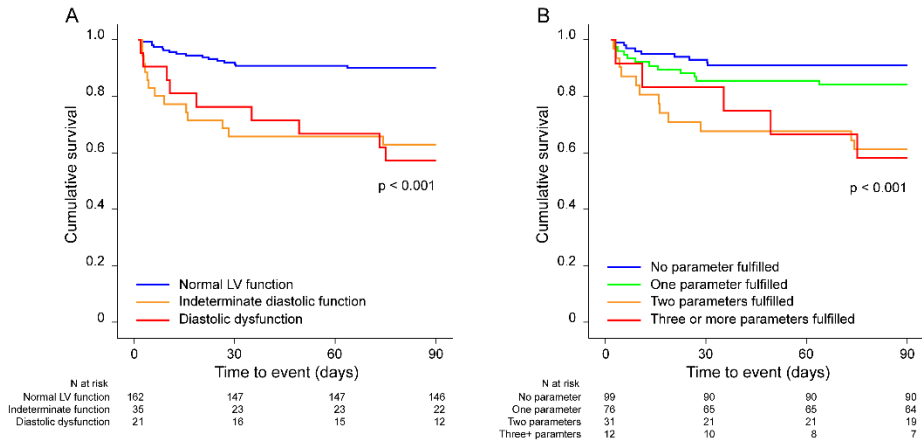 A
Cumulative survival
1.0
0.8
0.6
0.4
0.2
0
p < 0.001
Normal LV function
Indeterminate diastolic function
Diastolic dysfunction
0 30 60 90
Time to event (days)
N at risk
Normal LV function 162 147 147 146
Indeterminate function 35 23 23 22
Diastolic dysfunction 21 16 15 12
B
Cumulative survival
1.0
0.8
0.6
0.4
0.2
0
p < 0.001
No parameter fulfilled
One parameter fulfilled
Two parameters fulfilled
Three or more parameters fulfilled
0 30 60 90
Time to event (days)
N at risk
No parameter 99 90 90 90
One parameter 76 65 65 64
Two parameters 31 21 21 19
Three+ paramters 12 10 8 7